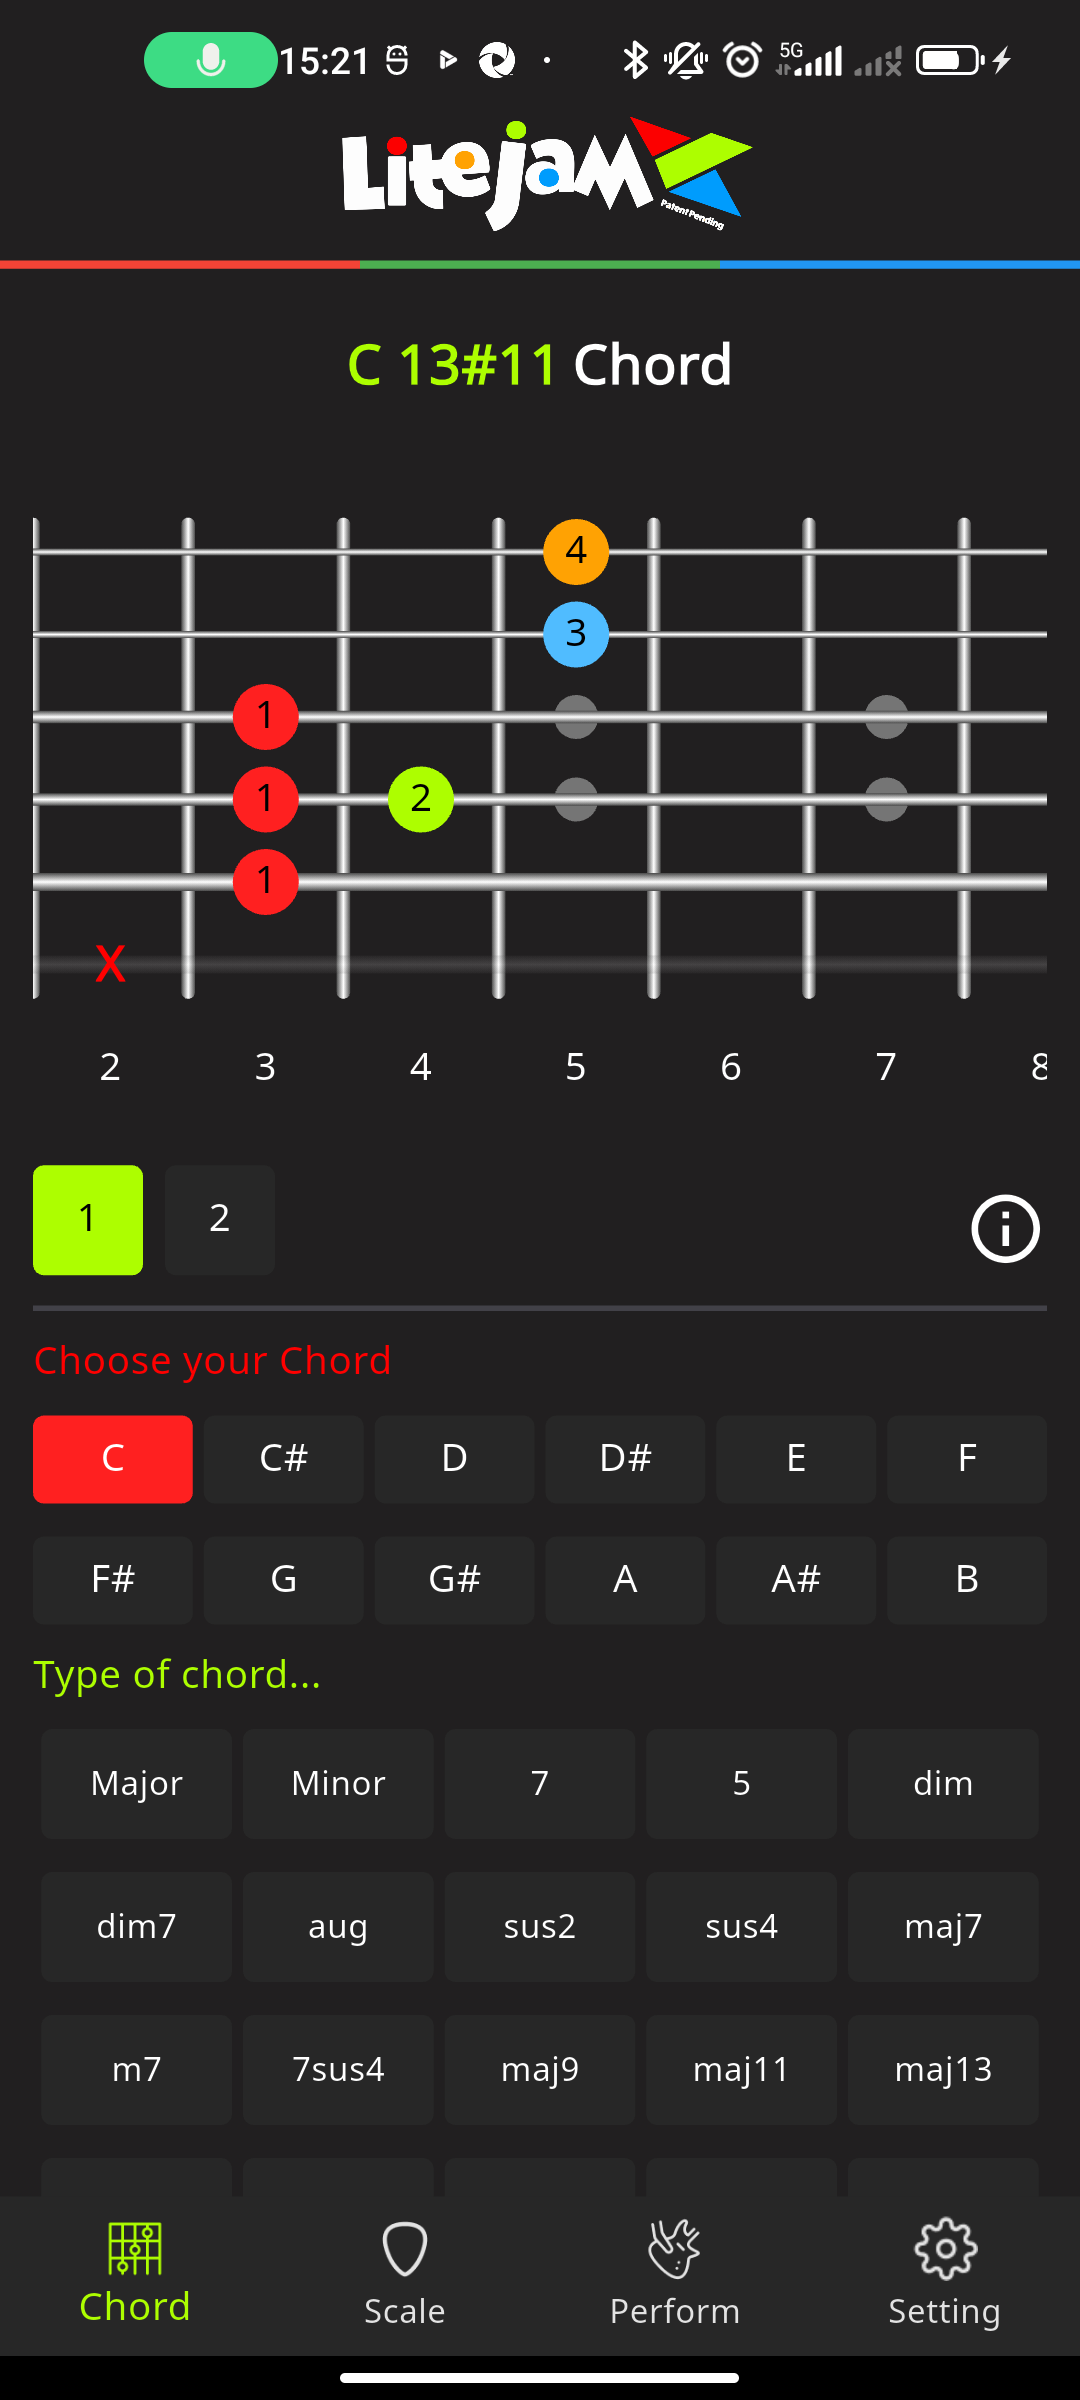 15:21 5G
Litejam
Patent Pending
C 13#11 Chord
4
3
1
1 2
1
X
2 3 4 5 6 7 8
1 2
Choose your Chord
C C# D D# E F
F# G G# A A# B
Type of chord...
Major Minor 7 5 dim
dim7 aug sus2 sus4 maj7
m7 7sus4 maj9 maj11 maj13
Chord Scale Perform Setting